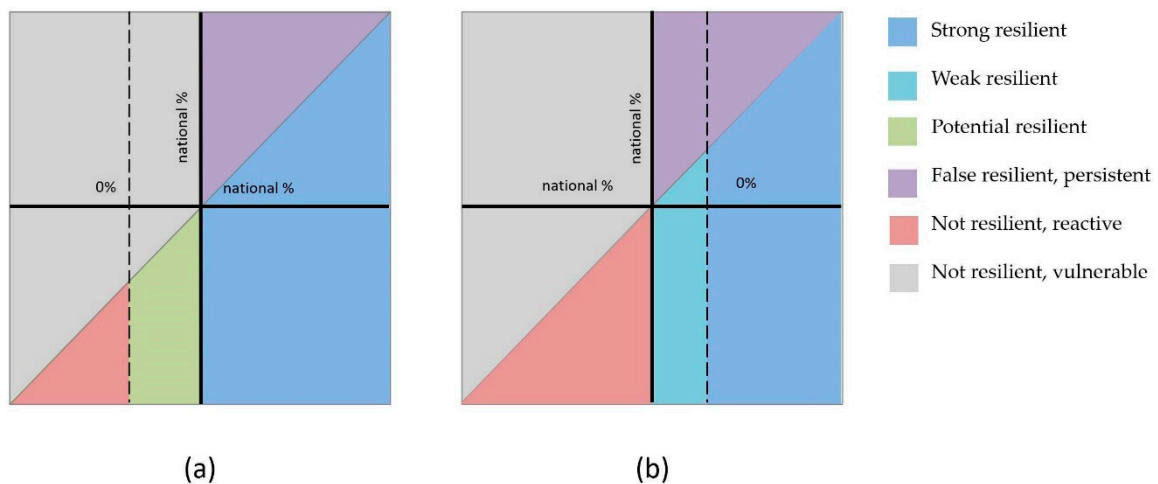 national %
0%
national %
(a)
national %
national %
0%
(b)
Strong resilient
Weak resilient
Potential resilient
False resilient, persistent
Not resilient, reactive
Not resilient, vulnerable